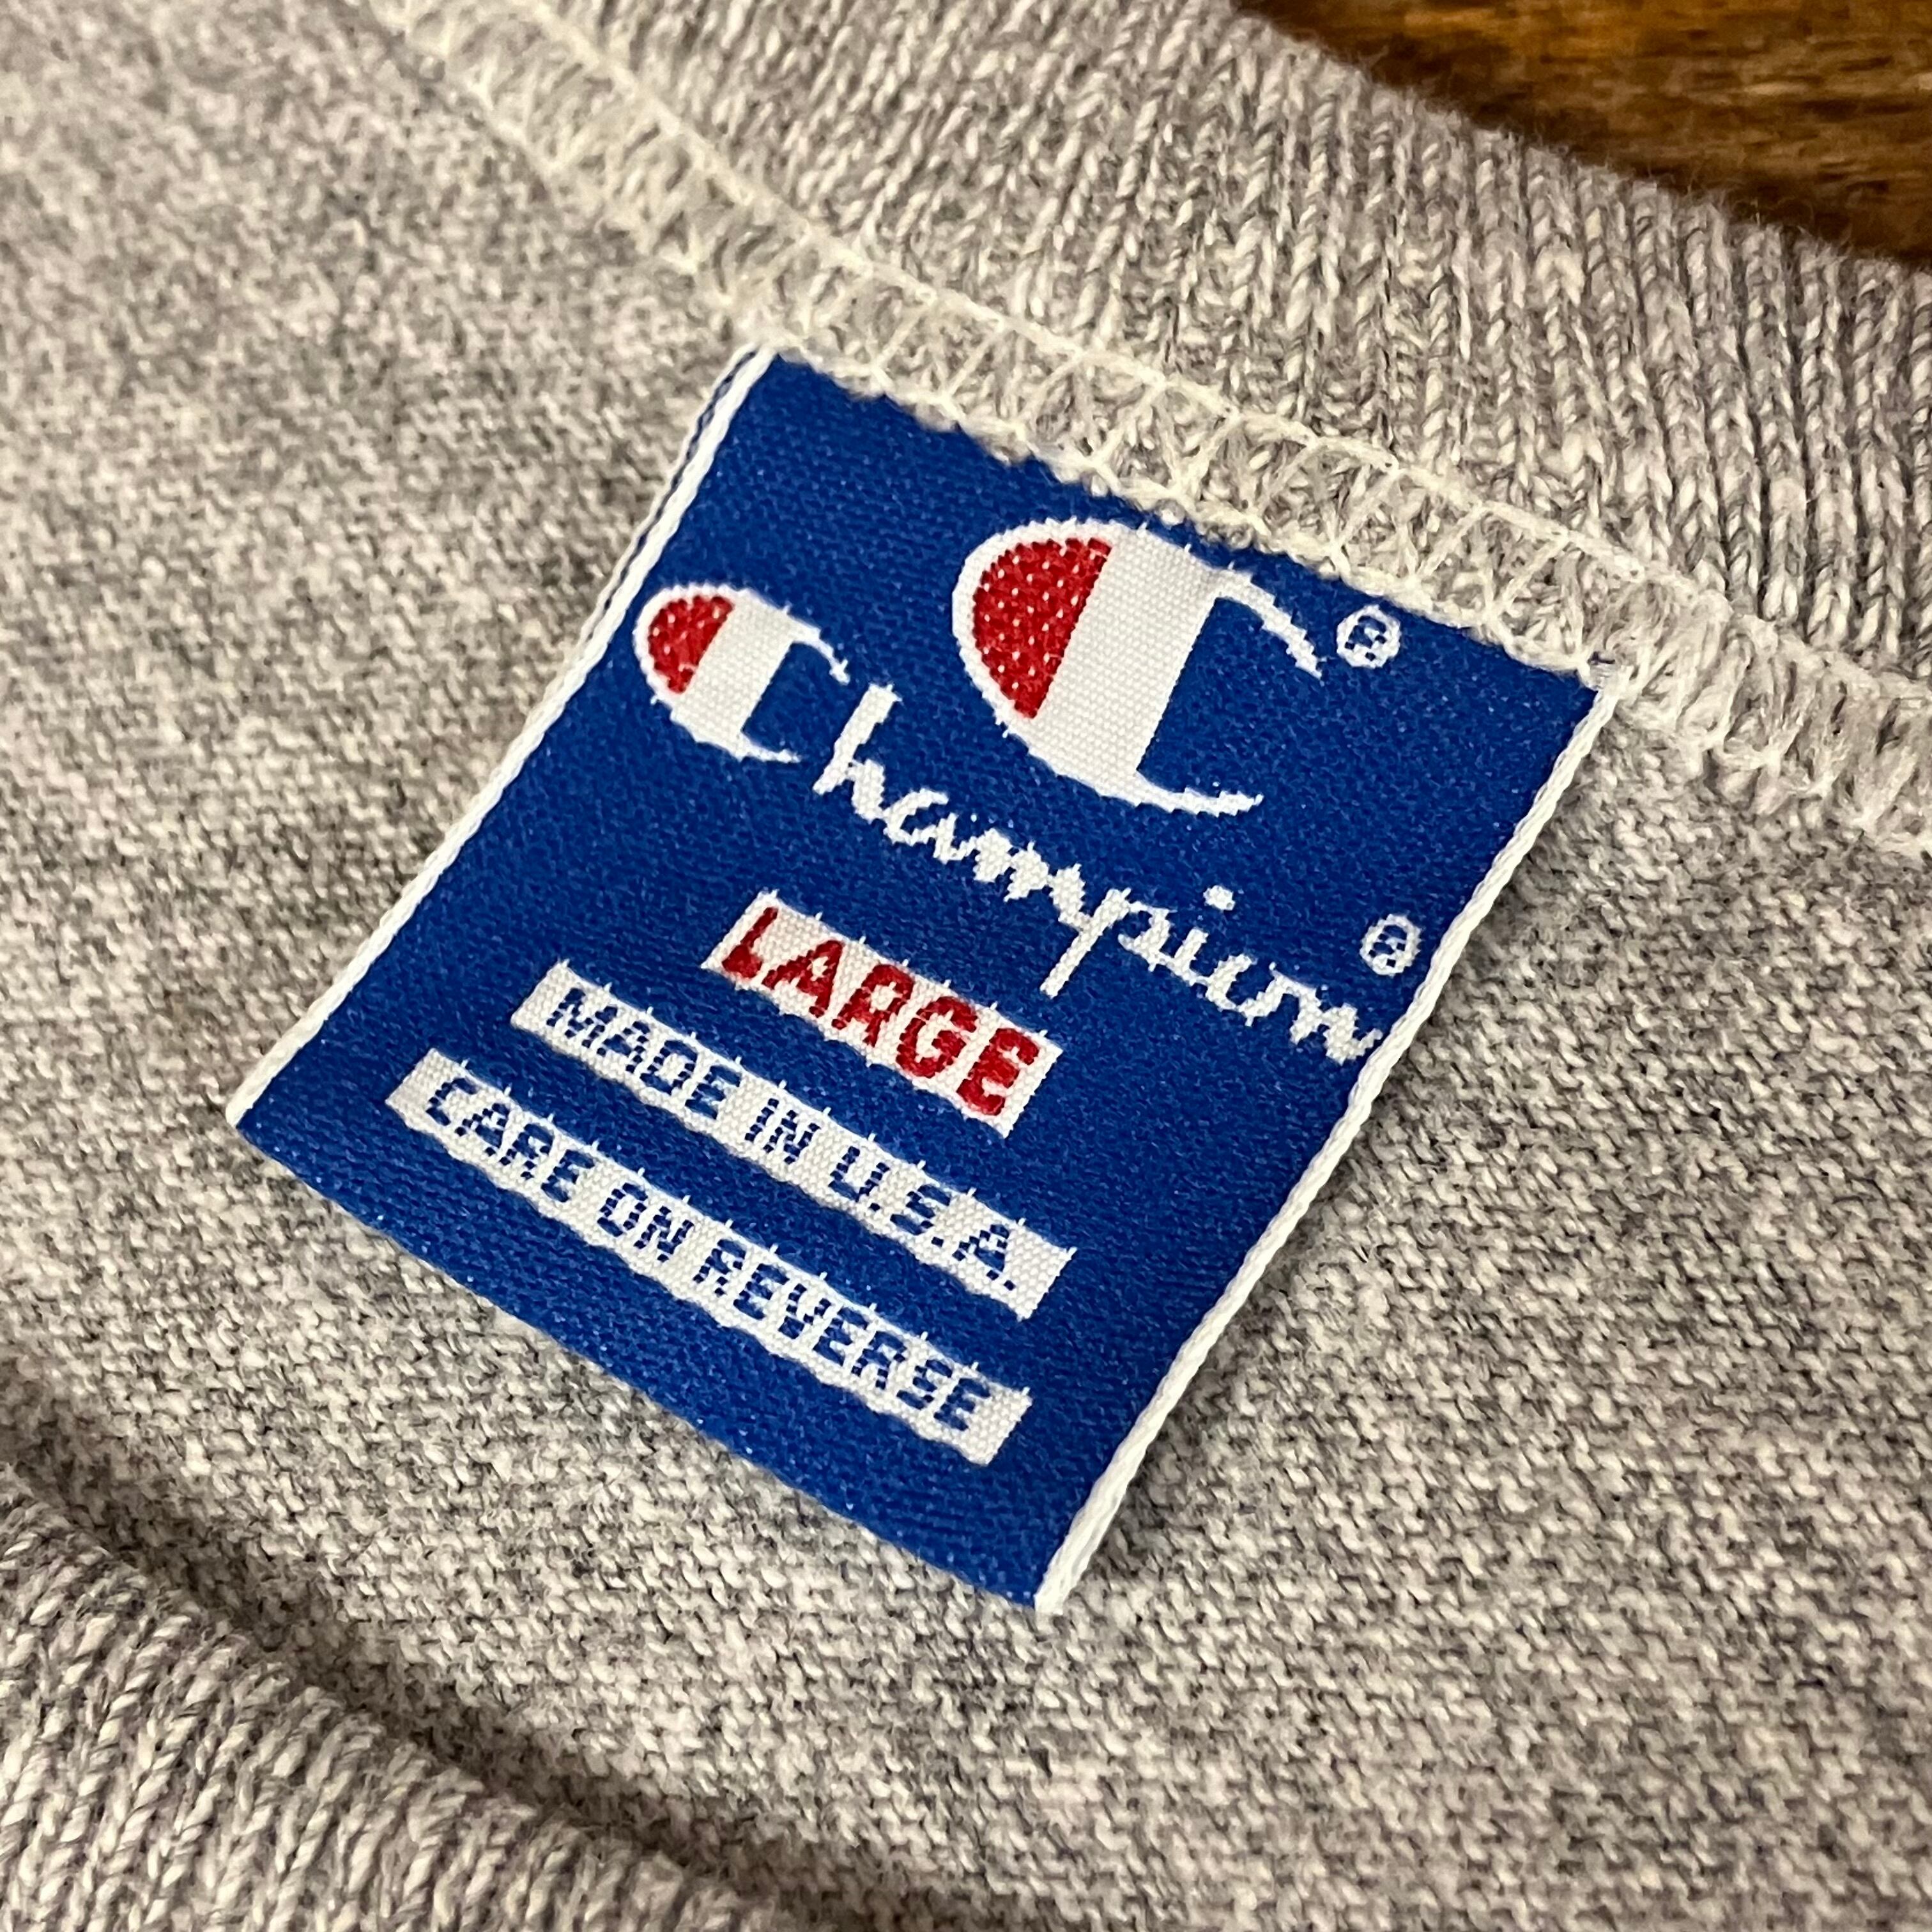 C®
Champion®
LARGE
MADE IN U.S.A.
CARE ON REVERSE